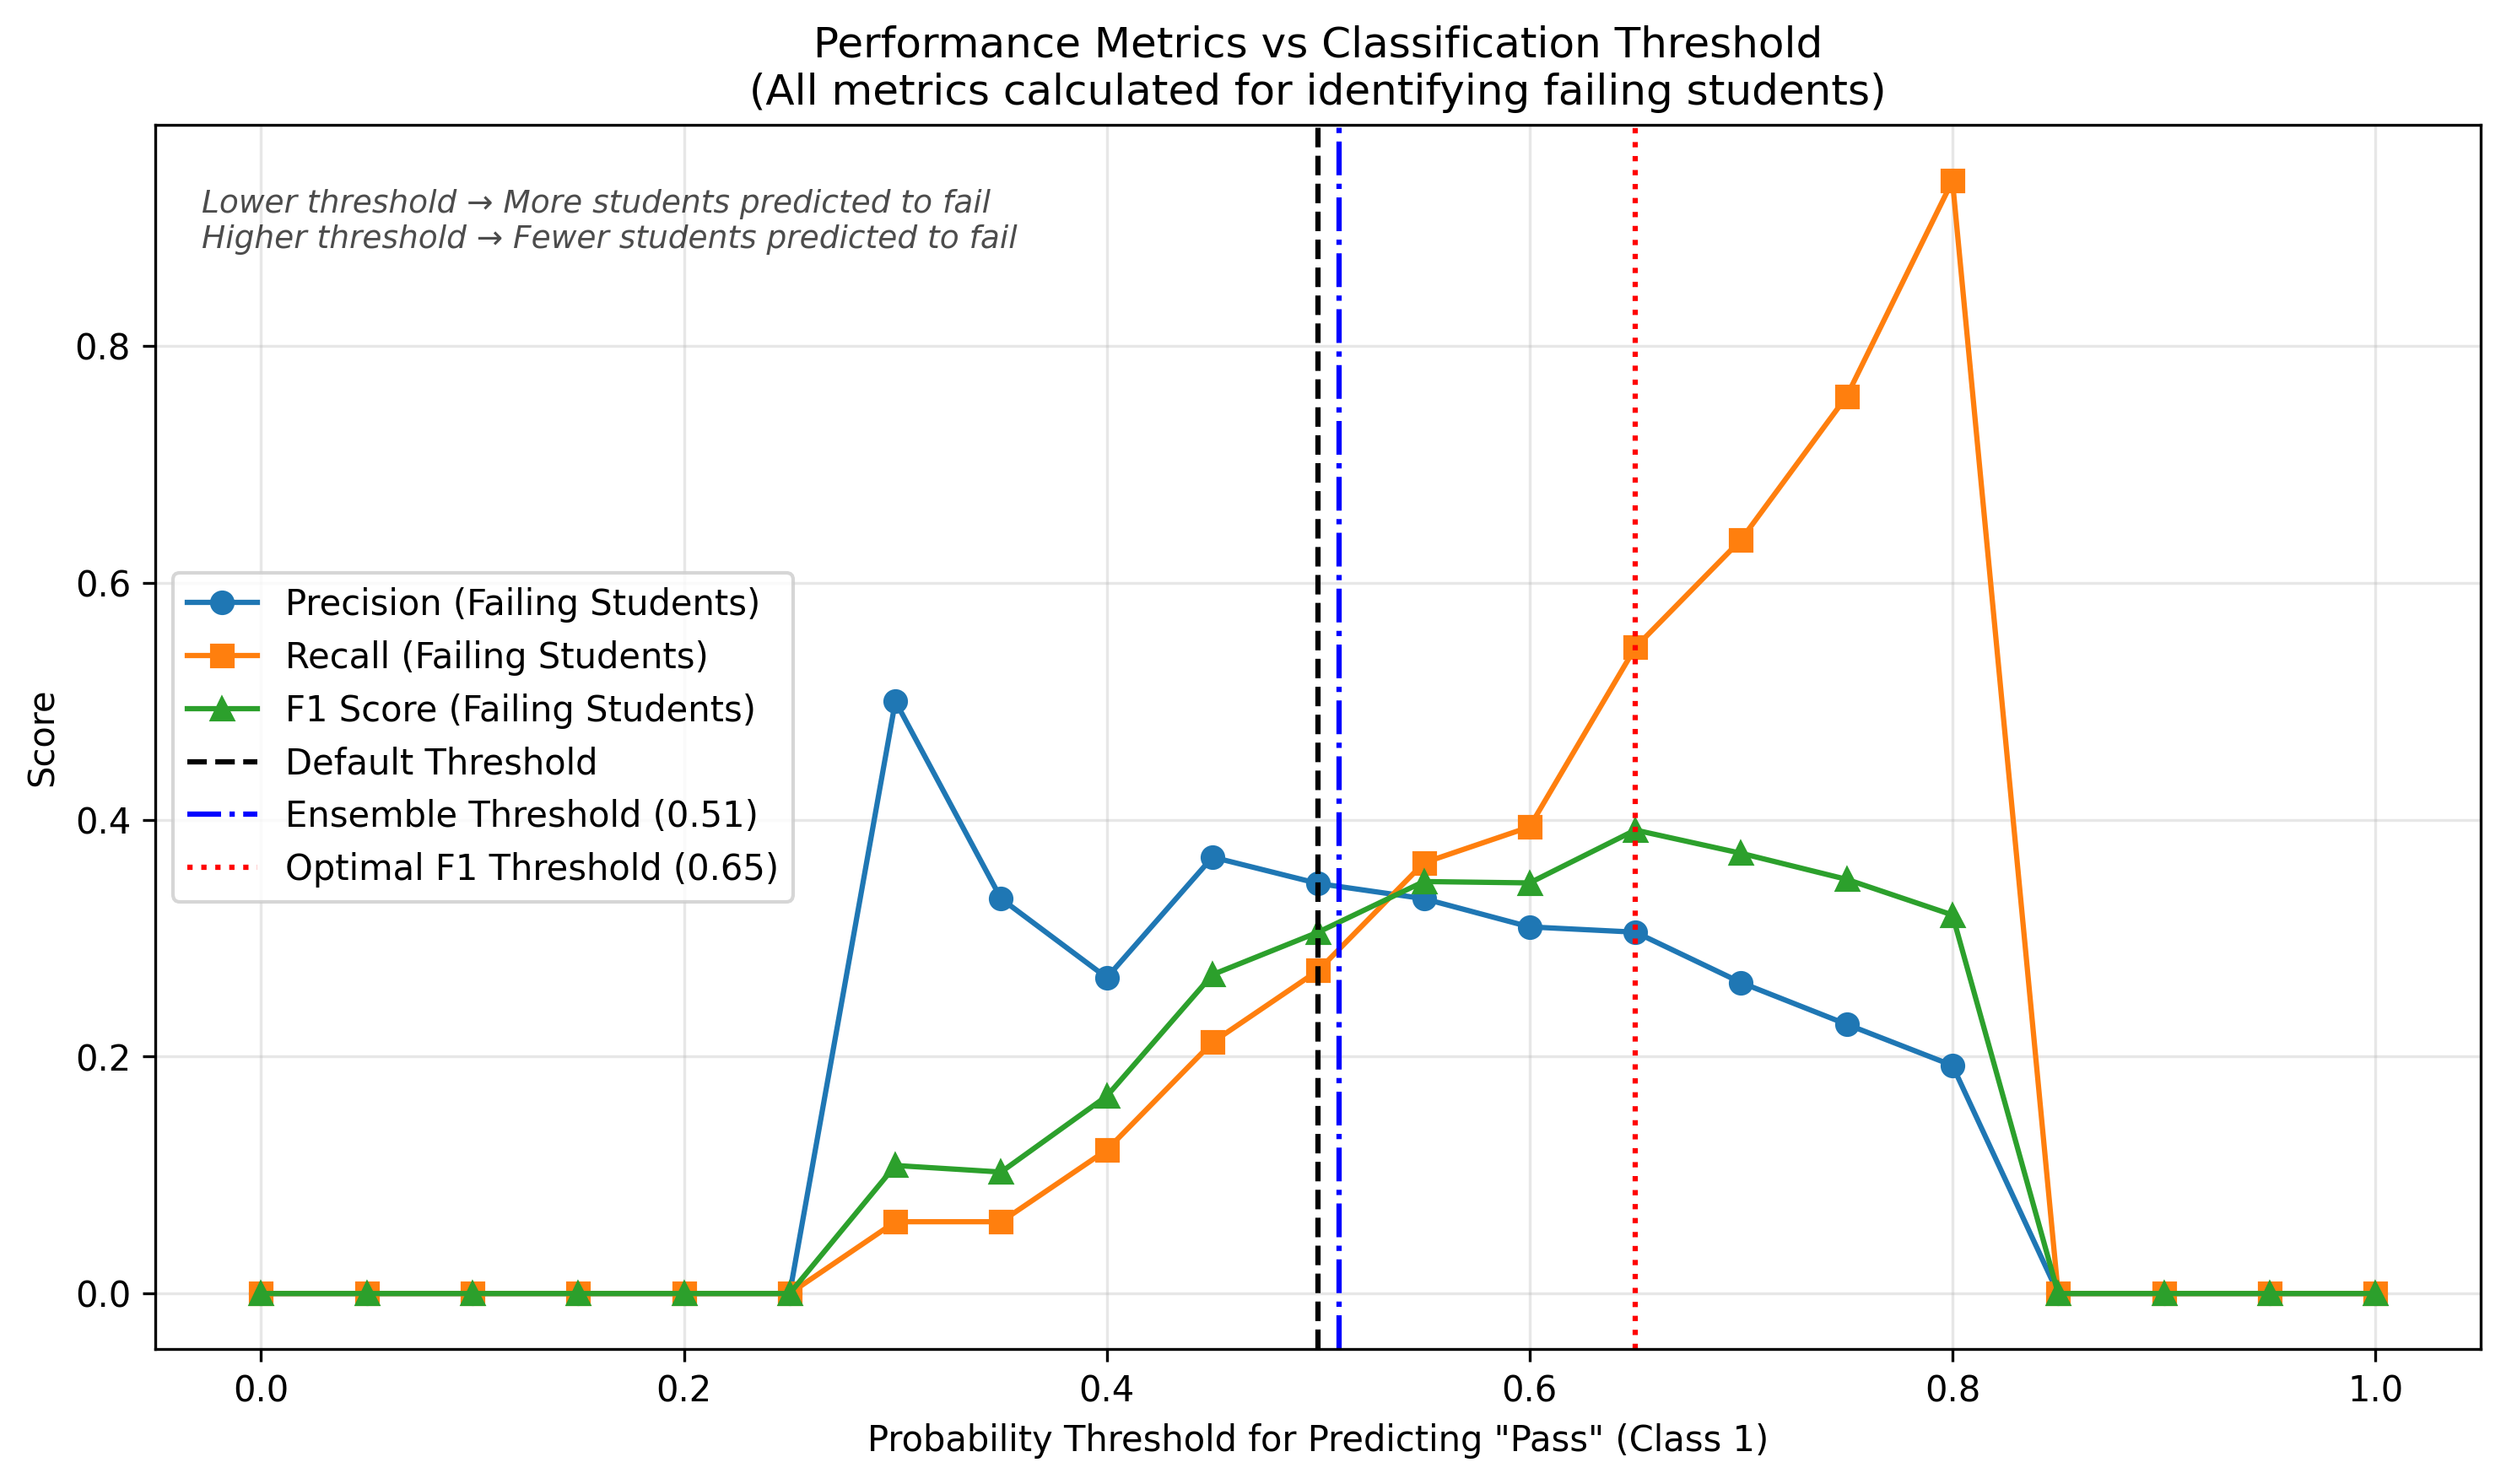 Performance Metrics vs Classification Threshold
(All metrics calculated for identifying failing students)
Lower threshold → More students predicted to fail
Higher threshold → Fewer students predicted to fail
Precision (Failing Students)
Recall (Failing Students)
F1 Score (Failing Students)
Default Threshold
Ensemble Threshold (0.51)
Optimal F1 Threshold (0.65)
Score
0.8
0.6
0.4
0.2
0.0
0.0 0.2 0.4 0.6 0.8 1.0
Probability Threshold for Predicting "Pass" (Class 1)